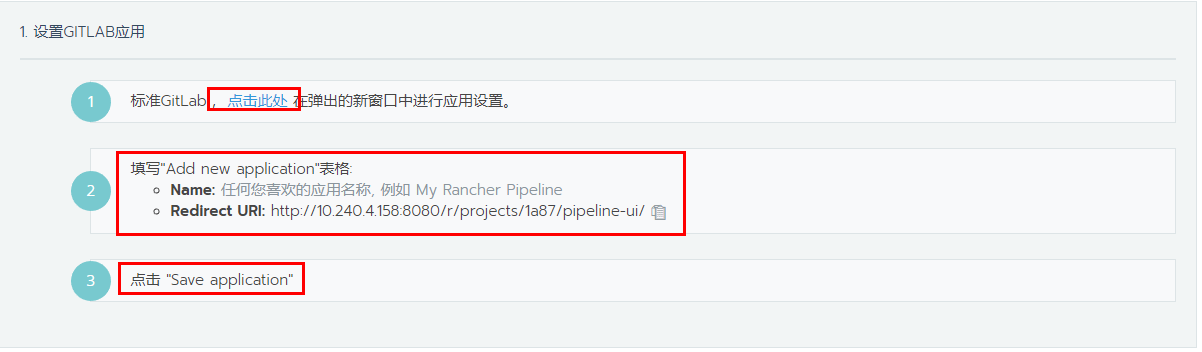 1. 设置GITLAB应用
1
标准GitLab, 点击此处 在弹出的新窗口中进行应用设置。
2
填写"Add new application"表格:
Name: 任何您喜欢的应用名称, 例如 My Rancher Pipeline
Redirect URI: http://10.240.4.158:8080/r/projects/1a87/pipeline-ui/
3
点击 "Save application"